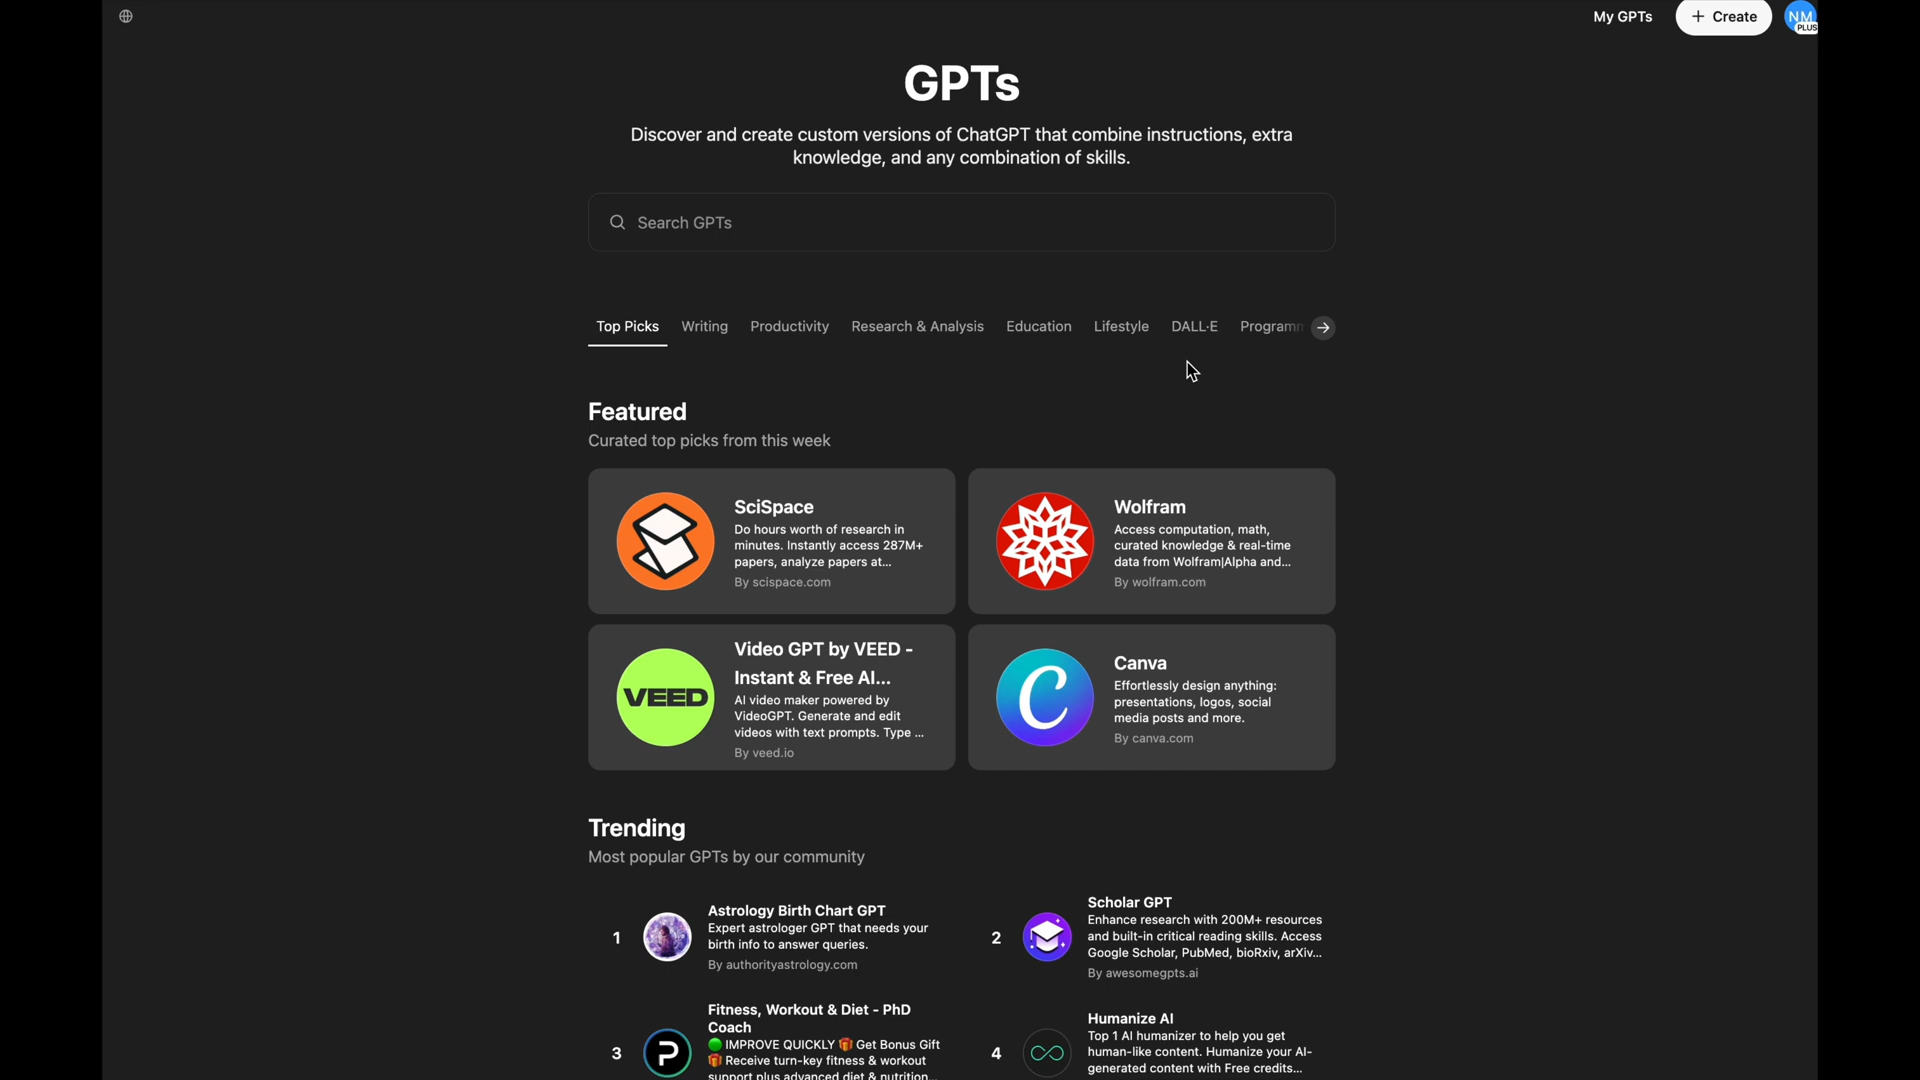 My GPTs
+ Create
NM
PLUS
GPTs
Discover and create custom versions of ChatGPT that combine instructions, extra
knowledge, and any combination of skills.
Search GPTs
Top Picks
Writing
Productivity
Research & Analysis
Education
Lifestyle
DALL·E
Programm
Featured
Curated top picks from this week
SciSpace
Do hours worth of research in
minutes. Instantly access 287M+
papers, analyze papers at...
By scispace.com
Wolfram
Access computation, math,
curated knowledge & real-time
data from Wolfram|Alpha and...
By wolfram.com
VEED
Video GPT by VEED -
Instant & Free AI...
AI video maker powered by
VideoGPT. Generate and edit
videos with text prompts. Type ...
By veed.io
C
Canva
Effortlessly design anything:
presentations, logos, social
media posts and more.
By canva.com
Trending
Most popular GPTs by our community
1
Astrology Birth Chart GPT
Expert astrologer GPT that needs your
birth info to answer queries.
By authorityastrology.com
2
Scholar GPT
Enhance research with 200M+ resources
and built-in critical reading skills. Access
Google Scholar, PubMed, bioRxiv, arXiv...
By awesomegpts.ai
3
P
Fitness, Workout & Diet - PhD
Coach
🟢 IMPROVE QUICKLY 🎁 Get Bonus Gift
🎁 Receive turn-key fitness & workout
support plus advanced diet & nutrition...
4
Humanize AI
Top 1 AI humanizer to help you get
human-like content. Humanize your AI-
generated content with Free credits...